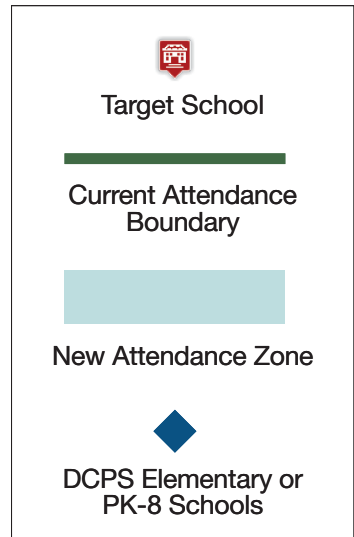 Target School
Current Attendance
Boundary
New Attendance Zone
DCPS Elementary or
PK-8 Schools